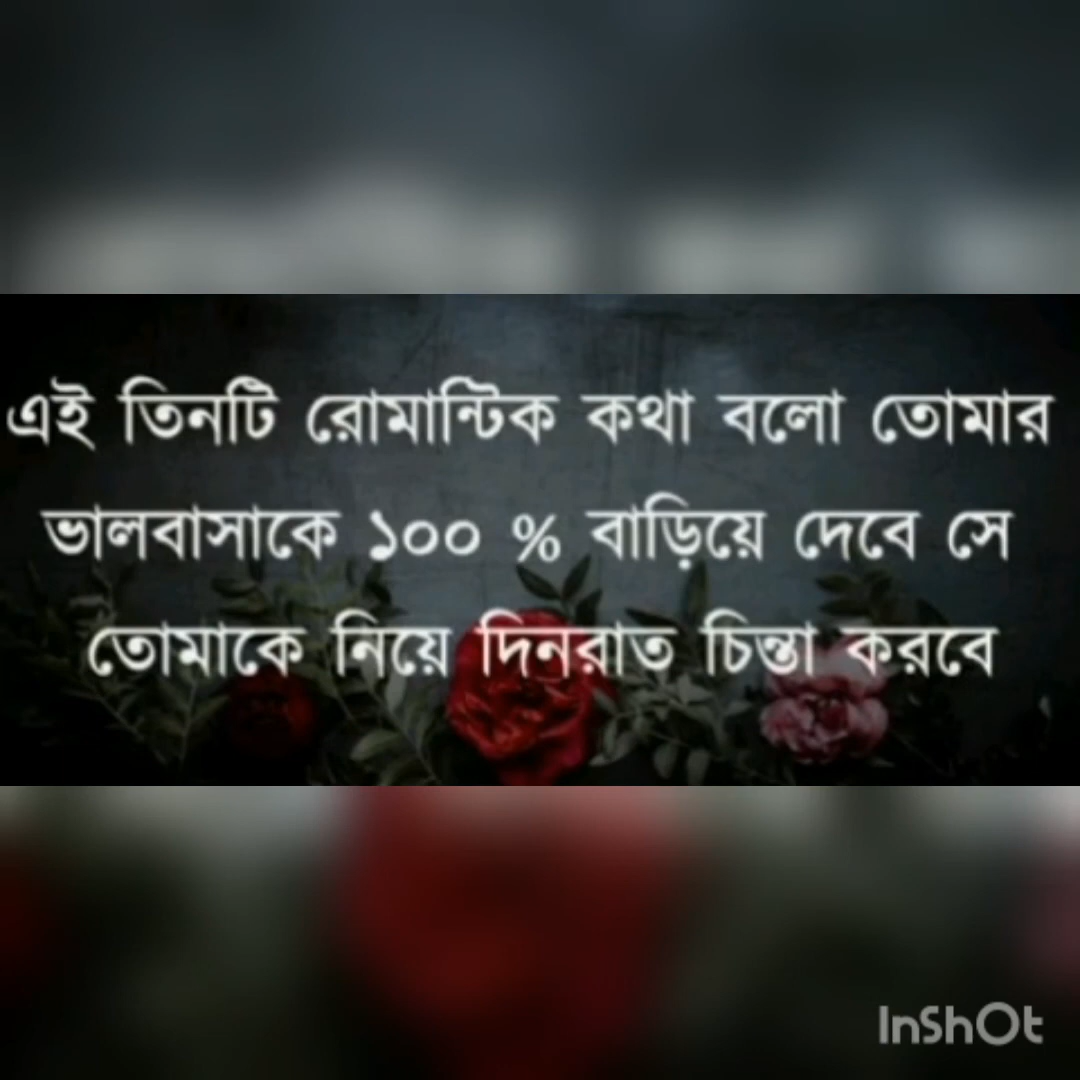 এই তিনটি রোমান্টিক কথা বলো তোমার
ভালবাসাকে ১০০ % বাড়িয়ে দেবে সে
তোমাকে নিয়ে দিনরাত চিন্তা করবে
InShOt